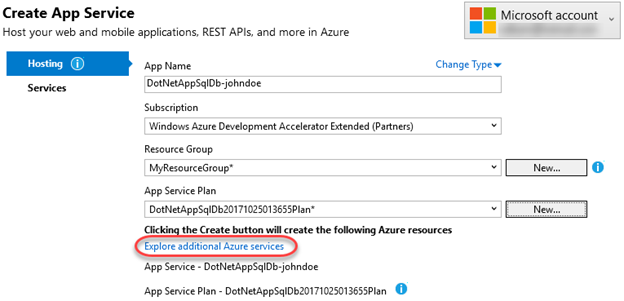 Create App Service
Host your web and mobile applications, REST APIs, and more in Azure
Microsoft account
Hosting
Services
App Name
Change Type
DotNetAppSqlDb-johndoe
Subscription
Windows Azure Development Accelerator Extended (Partners)
Resource Group
MyResourceGroup*
New...
App Service Plan
DotNetAppSqlDb20171025013655Plan*
New...
Clicking the Create button will create the following Azure resources
Explore additional Azure services
App Service - DotNetAppSqlDb-johndoe
App Service Plan - DotNetAppSqlDb20171025013655Plan